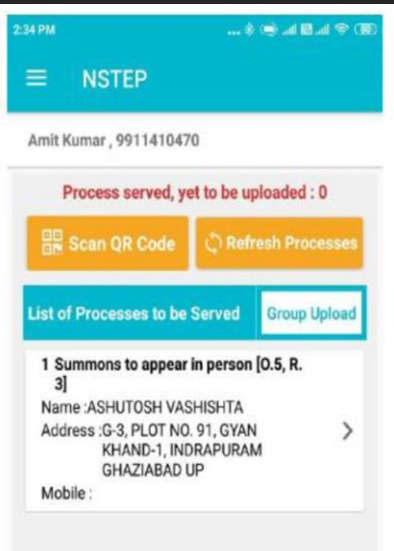 2:34 PM
NSTEP
Amit Kumar , 9911410470
Process served, yet to be uploaded : 0
Scan QR Code
Refresh Processes
List of Processes to be Served
Group Upload
1 Summons to appear in person [O.5, R.
3]
Name :ASHUTOSH VASHISHTA
Address :G-3, PLOT NO. 91, GYAN
KHAND-1, INDRAPURAM
GHAZIABAD UP
Mobile :